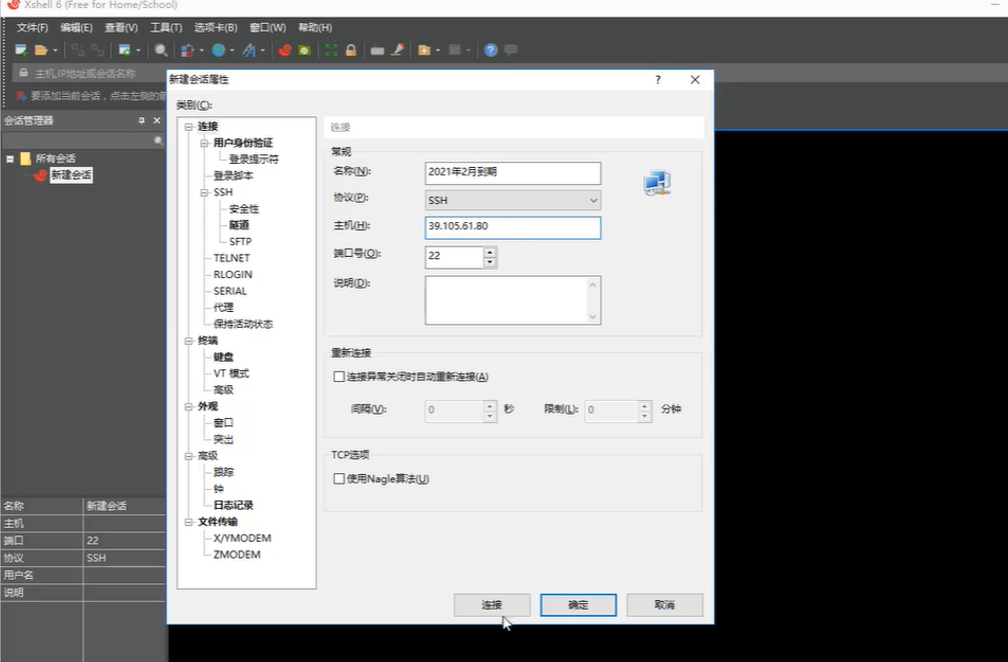 Xshell 6 (Free for Home/School)
文件(F) 编辑(E) 查看(V) 工具(T) 选项卡(B) 窗口(W) 帮助(H)
主机,IP地址或会话名称
要添加当前会话，点击左侧的
会话管理器
所有会话
新建会话
名称 新建会话
主机
端口 22
协议 SSH
用户名
说明
新建会话属性
类别(C):
连接
用户身份验证
登录提示符
登录脚本
SSH
安全性
隧道
SFTP
TELNET
RLOGIN
SERIAL
代理
保持活动状态
终端
键盘
VT 模式
高级
外观
窗口
突出
高级
跟踪
钟
日志记录
文件传输
X/YMODEM
ZMODEM
连接
常规
名称(N): 2021年2月到期
协议(P): SSH
主机(H): 39.105.61.80
端口号(O): 22
说明(D):
重新连接
连接异常关闭时自动重新连接(A)
间隔(V): 0 秒 限制(L): 0 分钟
TCP选项
使用Nagle算法(U)
连接 确定 取消